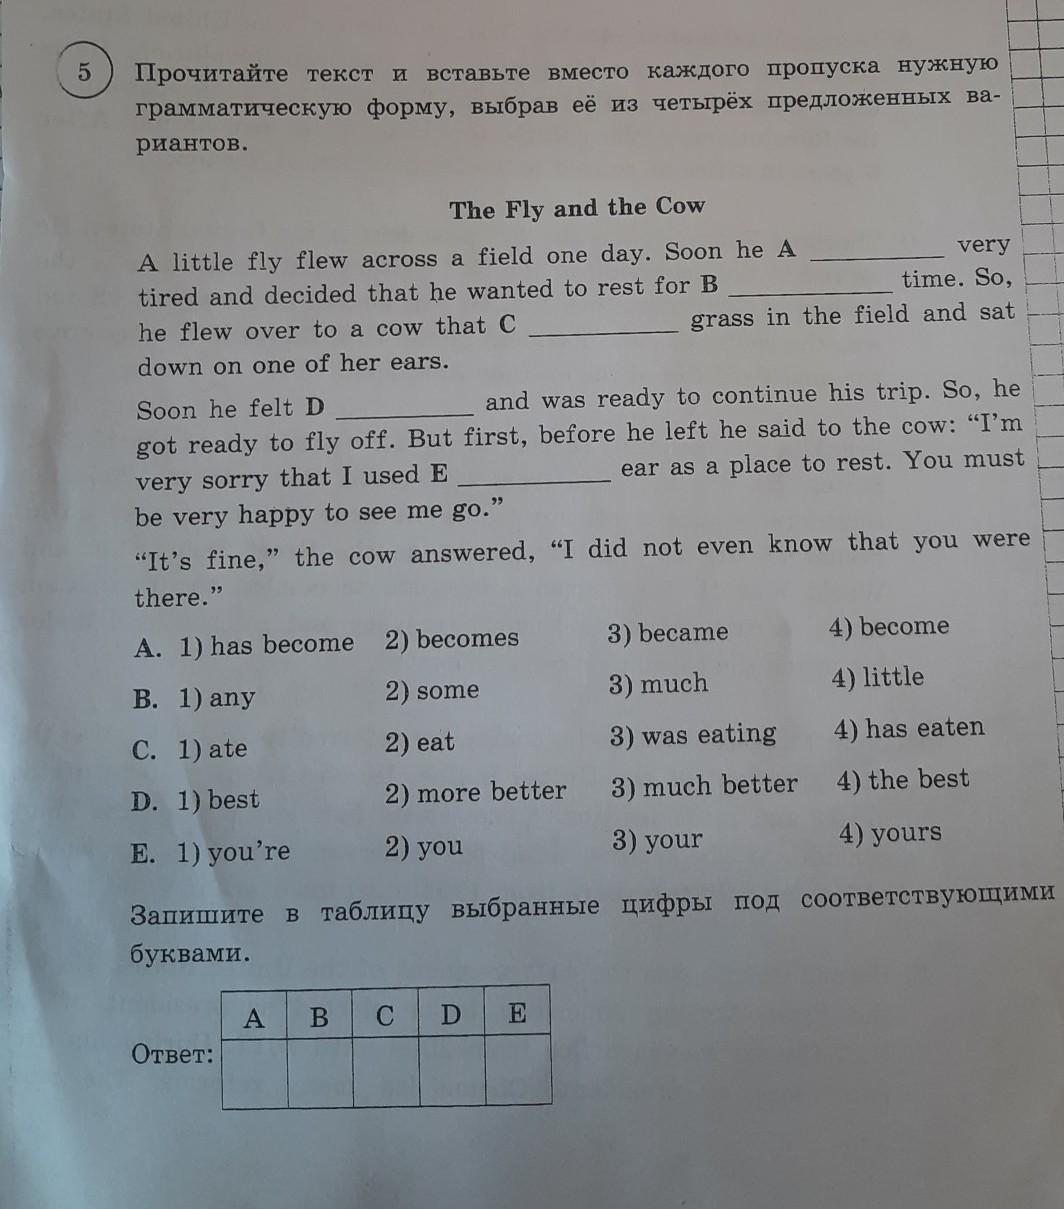 5 Прочитайте текст и вставьте вместо каждого пропуска нужную
грамматическую форму, выбрав её из четырёх предложенных ва-
риантов.
The Fly and the Cow
A little fly flew across a field one day. Soon he A ________ very
tired and decided that he wanted to rest for B ________ time. So,
he flew over to a cow that C ________ grass in the field and sat
down on one of her ears.
Soon he felt D ________ and was ready to continue his trip. So, he
got ready to fly off. But first, before he left he said to the cow: “I’m
very sorry that I used E ________ ear as a place to rest. You must
be very happy to see me go.”
“It’s fine,” the cow answered, “I did not even know that you were
there.”
A. 1) has become 2) becomes 3) became 4) become
B. 1) any 2) some 3) much 4) little
C. 1) ate 2) eat 3) was eating 4) has eaten
D. 1) best 2) more better 3) much better 4) the best
E. 1) you’re 2) you 3) your 4) yours
Запишите в таблицу выбранные цифры под соответствующими
буквами.
A B C D E
Ответ: